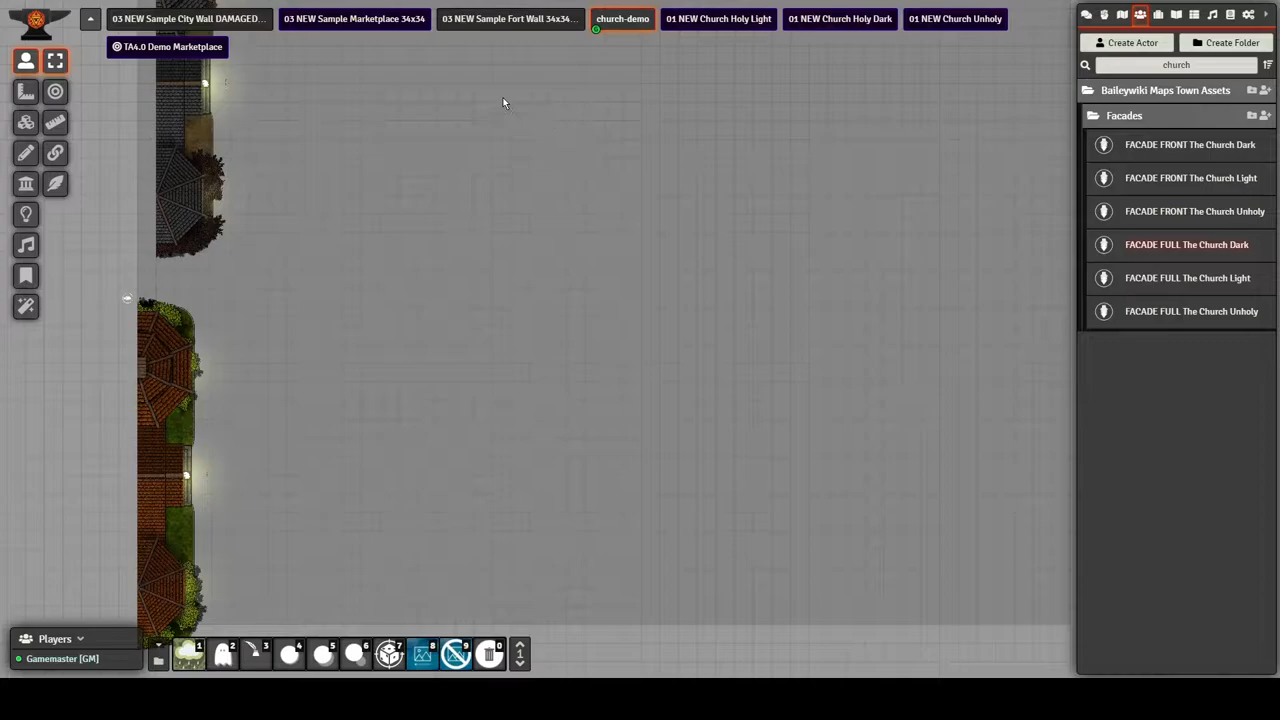 03 NEW Sample City Wall DAMAGED...
03 NEW Sample Marketplace 34x34
03 NEW Sample Fort Wall 34x34...
church-demo
G
01 NEW Church Holy Light
01 NEW Church Holy Dark
01 NEW Church Unholy
TA4.0 Demo Marketplace
Create Actor
Create Folder
church
Baileywiki Maps Town Assets
Facades
FACADE FRONT The Church Dark
FACADE FRONT The Church Light
FACADE FRONT The Church Unholy
FACADE FULL The Church Dark
FACADE FULL The Church Light
FACADE FULL The Church Unholy
Players
Gamemaster [GM]
1 2 3 4 5 6 7 8 9 0
1